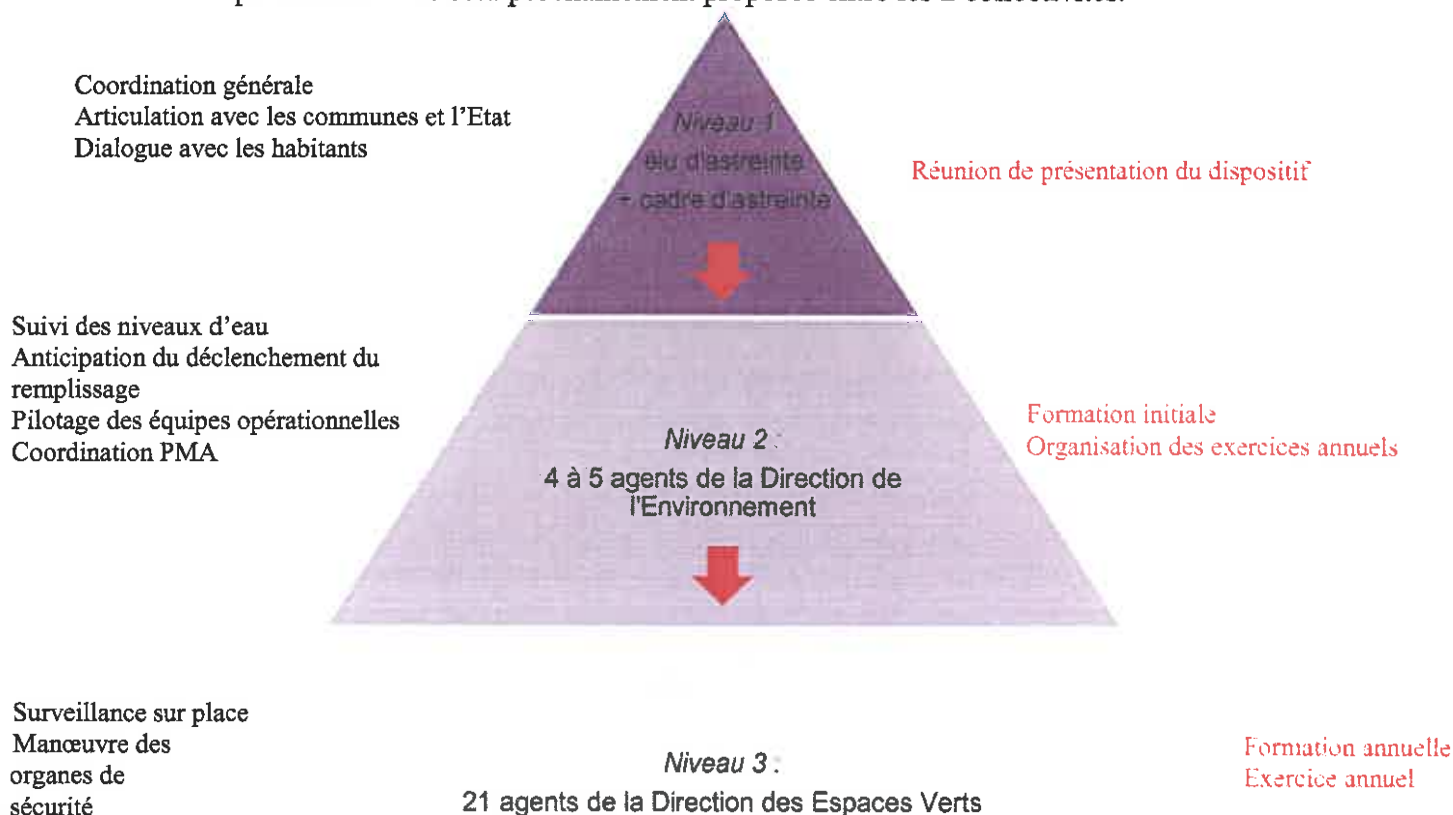 Coordination générale
Articulation avec les communes et l'Etat
Dialogue avec les habitants
Niveau 1
élu d'astreinte
+ cadre d'astreinte
Réunion de présentation du dispositif
Suivi des niveaux d'eau
Anticipation du déclenchement du
remplissage
Pilotage des équipes opérationnelles
Coordination PMA
Niveau 2 :
4 à 5 agents de la Direction de
l'Environnement
Formation initiale
Organisation des exercices annuels
Surveillance sur place
Manœuvre des
organes de
sécurité
Niveau 3 :
21 agents de la Direction des Espaces Verts
Formation annuelle
Exercice annuel